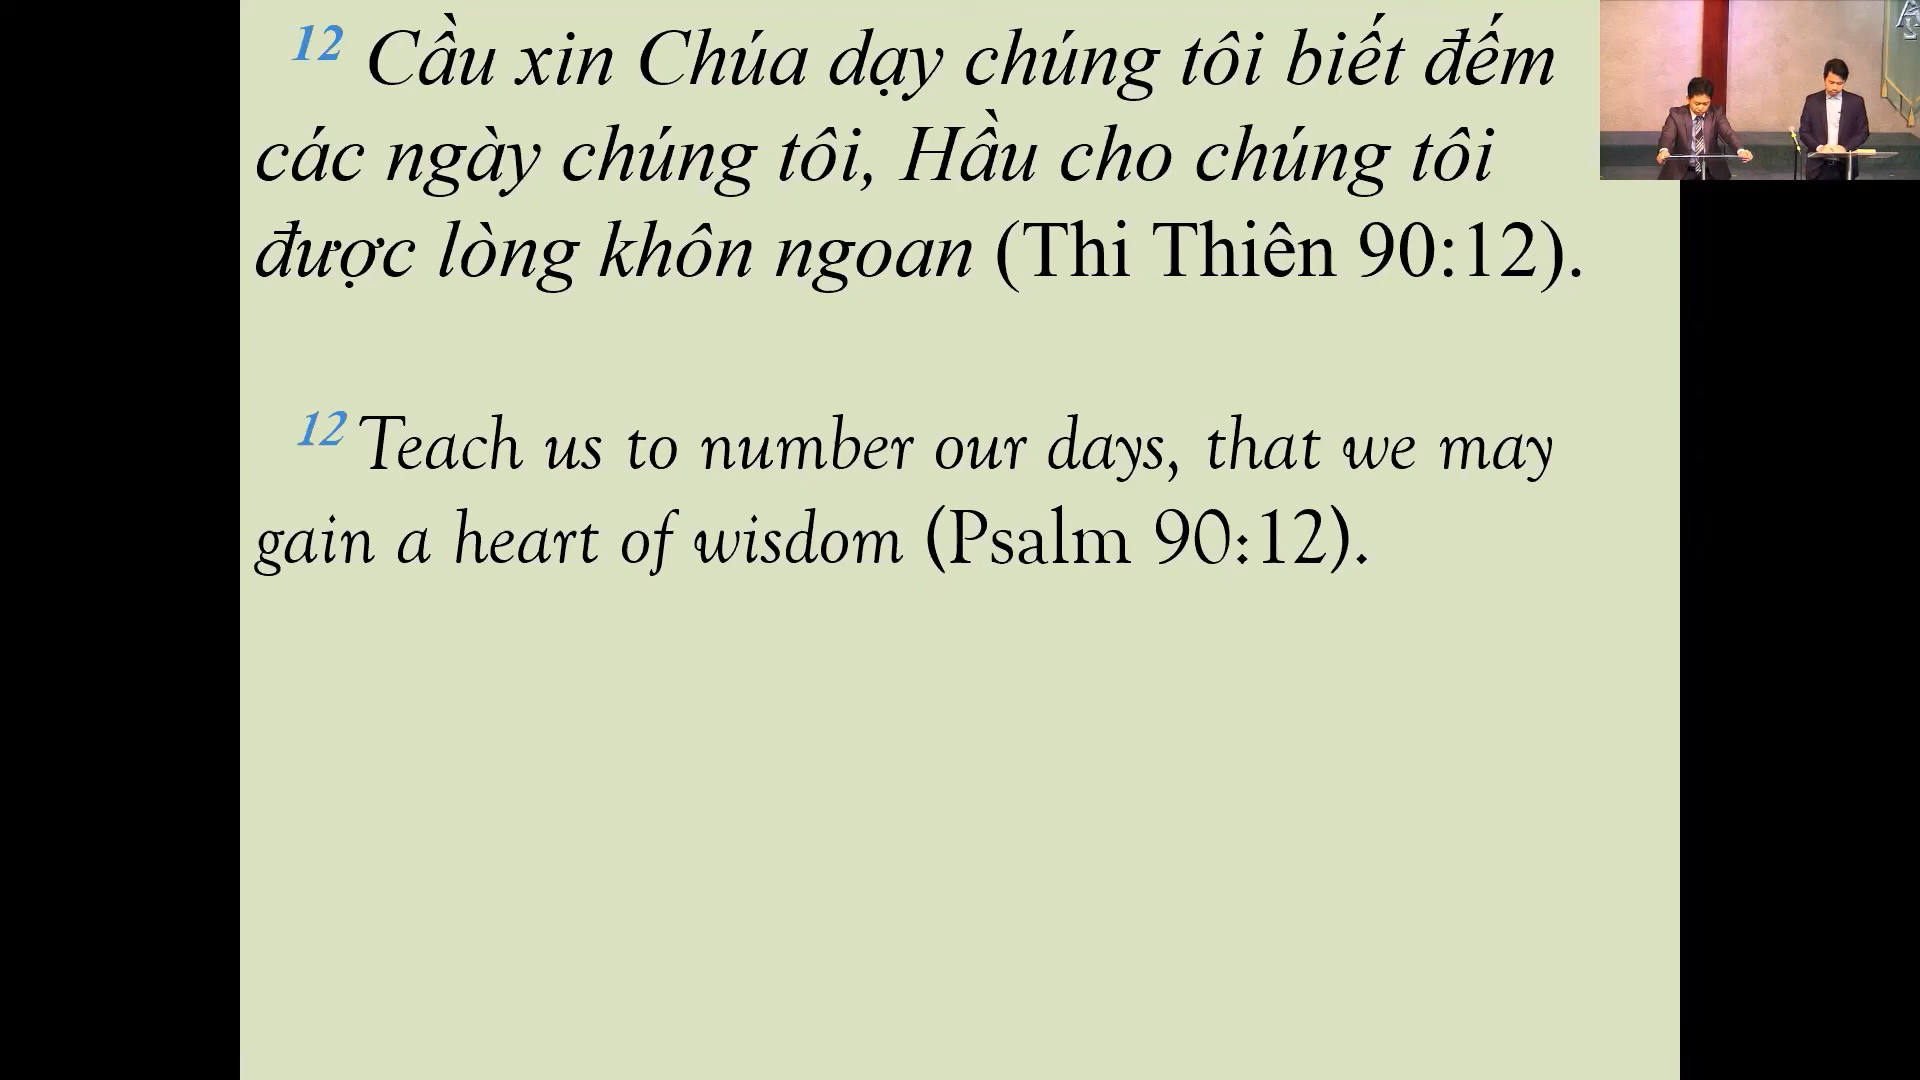 12 Cầu xin Chúa dạy chúng tôi biết đếm
các ngày chúng tôi, Hầu cho chúng tôi
được lòng khôn ngoan (Thi Thiên 90:12).
12 Teach us to number our days, that we may
gain a heart of wisdom (Psalm 90:12).